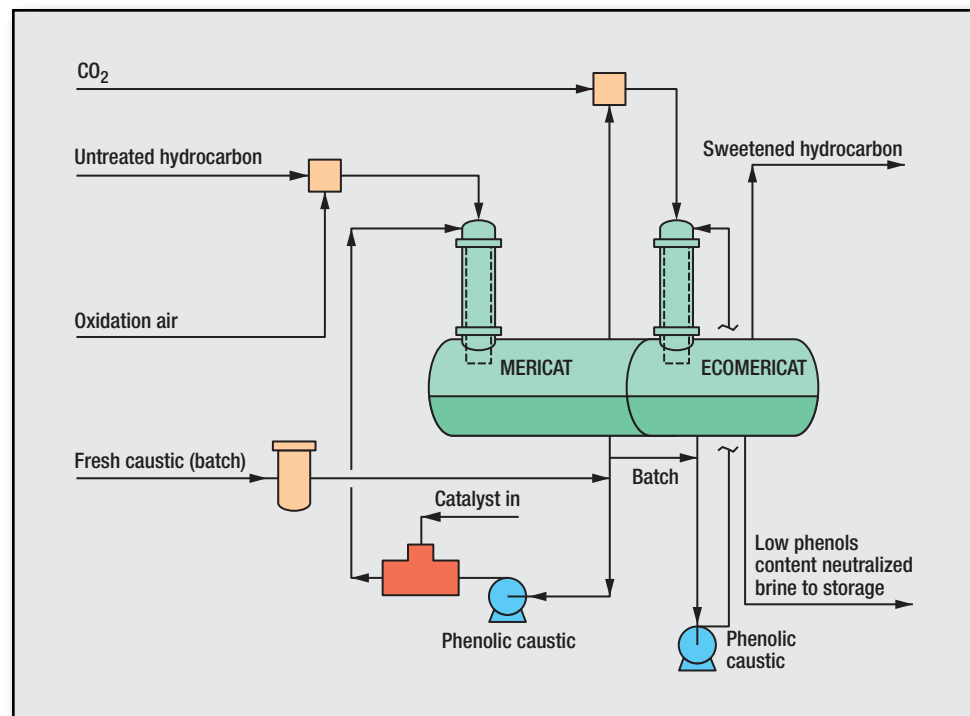 CO2
Untreated hydrocarbon
Sweetened hydrocarbon
Oxidation air
MERICAT
ECOMERICAT
Fresh caustic (batch)
Batch
Catalyst in
Low phenols
content neutralized
brine to storage
Phenolic caustic
Phenolic
caustic